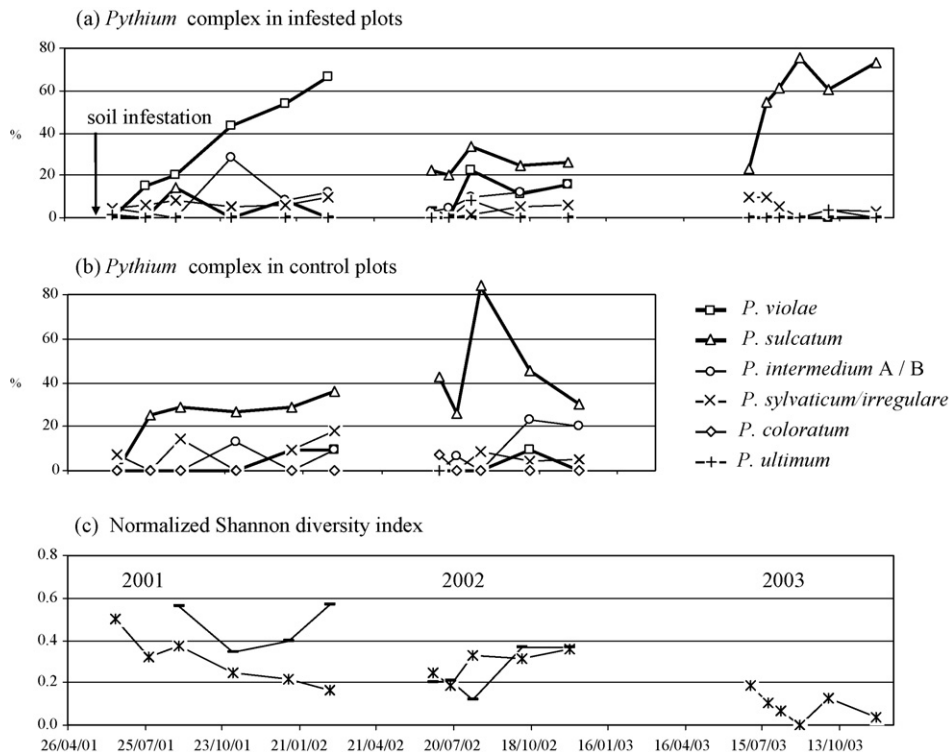 (a) Pythium complex in infested plots
80
60
40
20
0
%
soil infestation
(b) Pythium complex in control plots
80
60
40
20
0
%
P. violae
P. sulcatum
P. intermedium A / B
P. sylvaticum/irregulare
P. coloratum
P. ultimum
(c) Normalized Shannon diversity index
0.8
0.6
0.4
0.2
0.0
2001 2002 2003
26/04/01 25/07/01 23/10/01 21/01/02 21/04/02 20/07/02 18/10/02 16/01/03 16/04/03 15/07/03 13/10/03